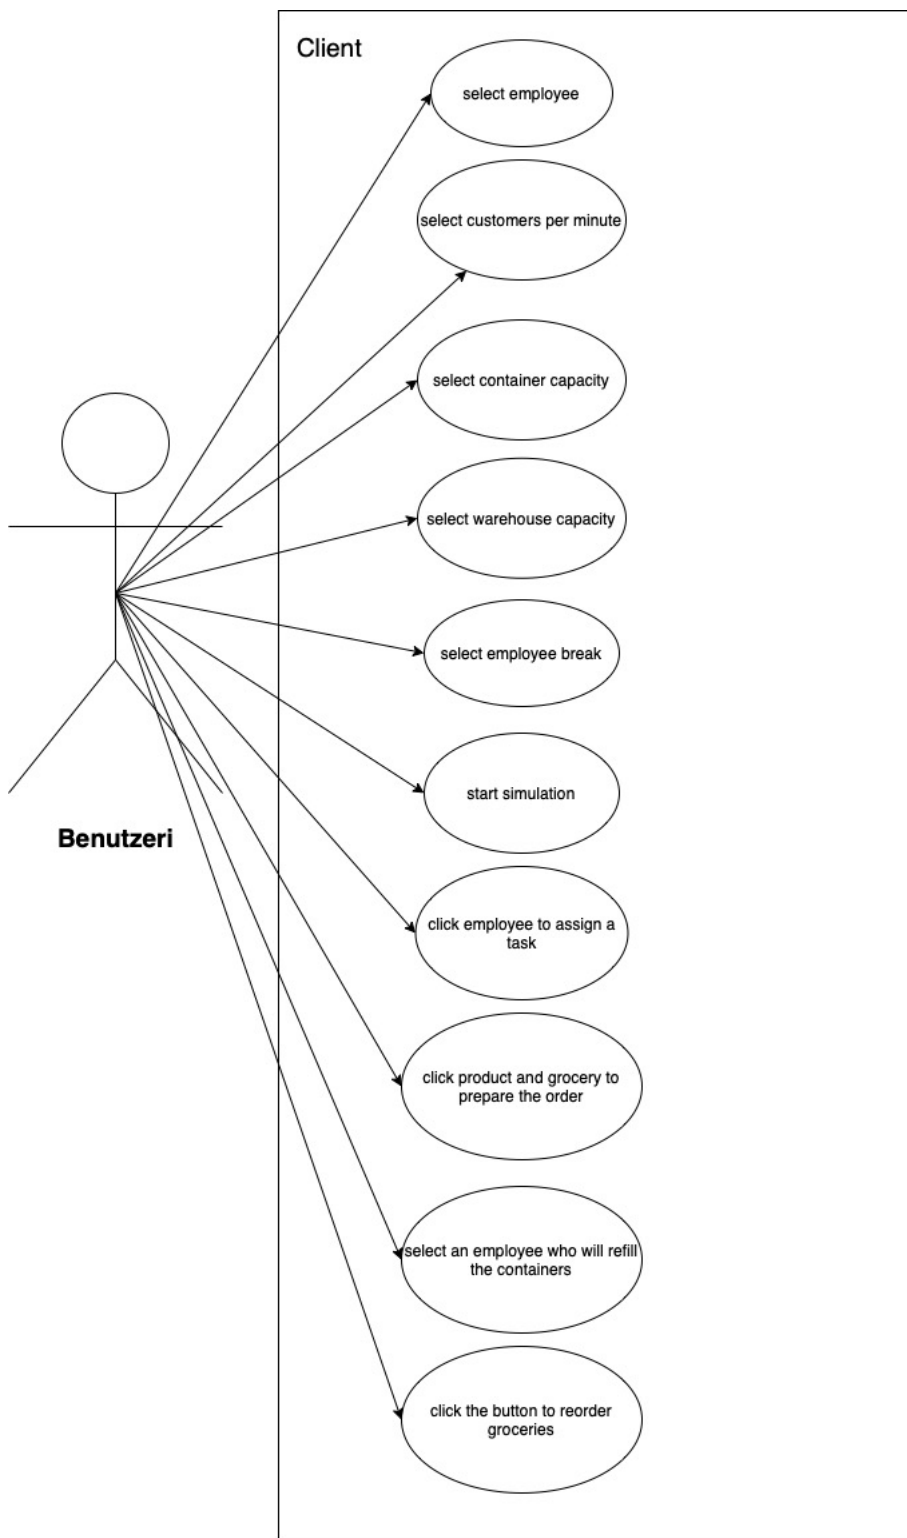 Client
select employee
select customers per minute
select container capacity
select warehouse capacity
select employee break
start simulation
Benutzeri
click employee to assign a
task
click product and grocery to
prepare the order
select an employee who will refill
the containers
click the button to reorder
groceries